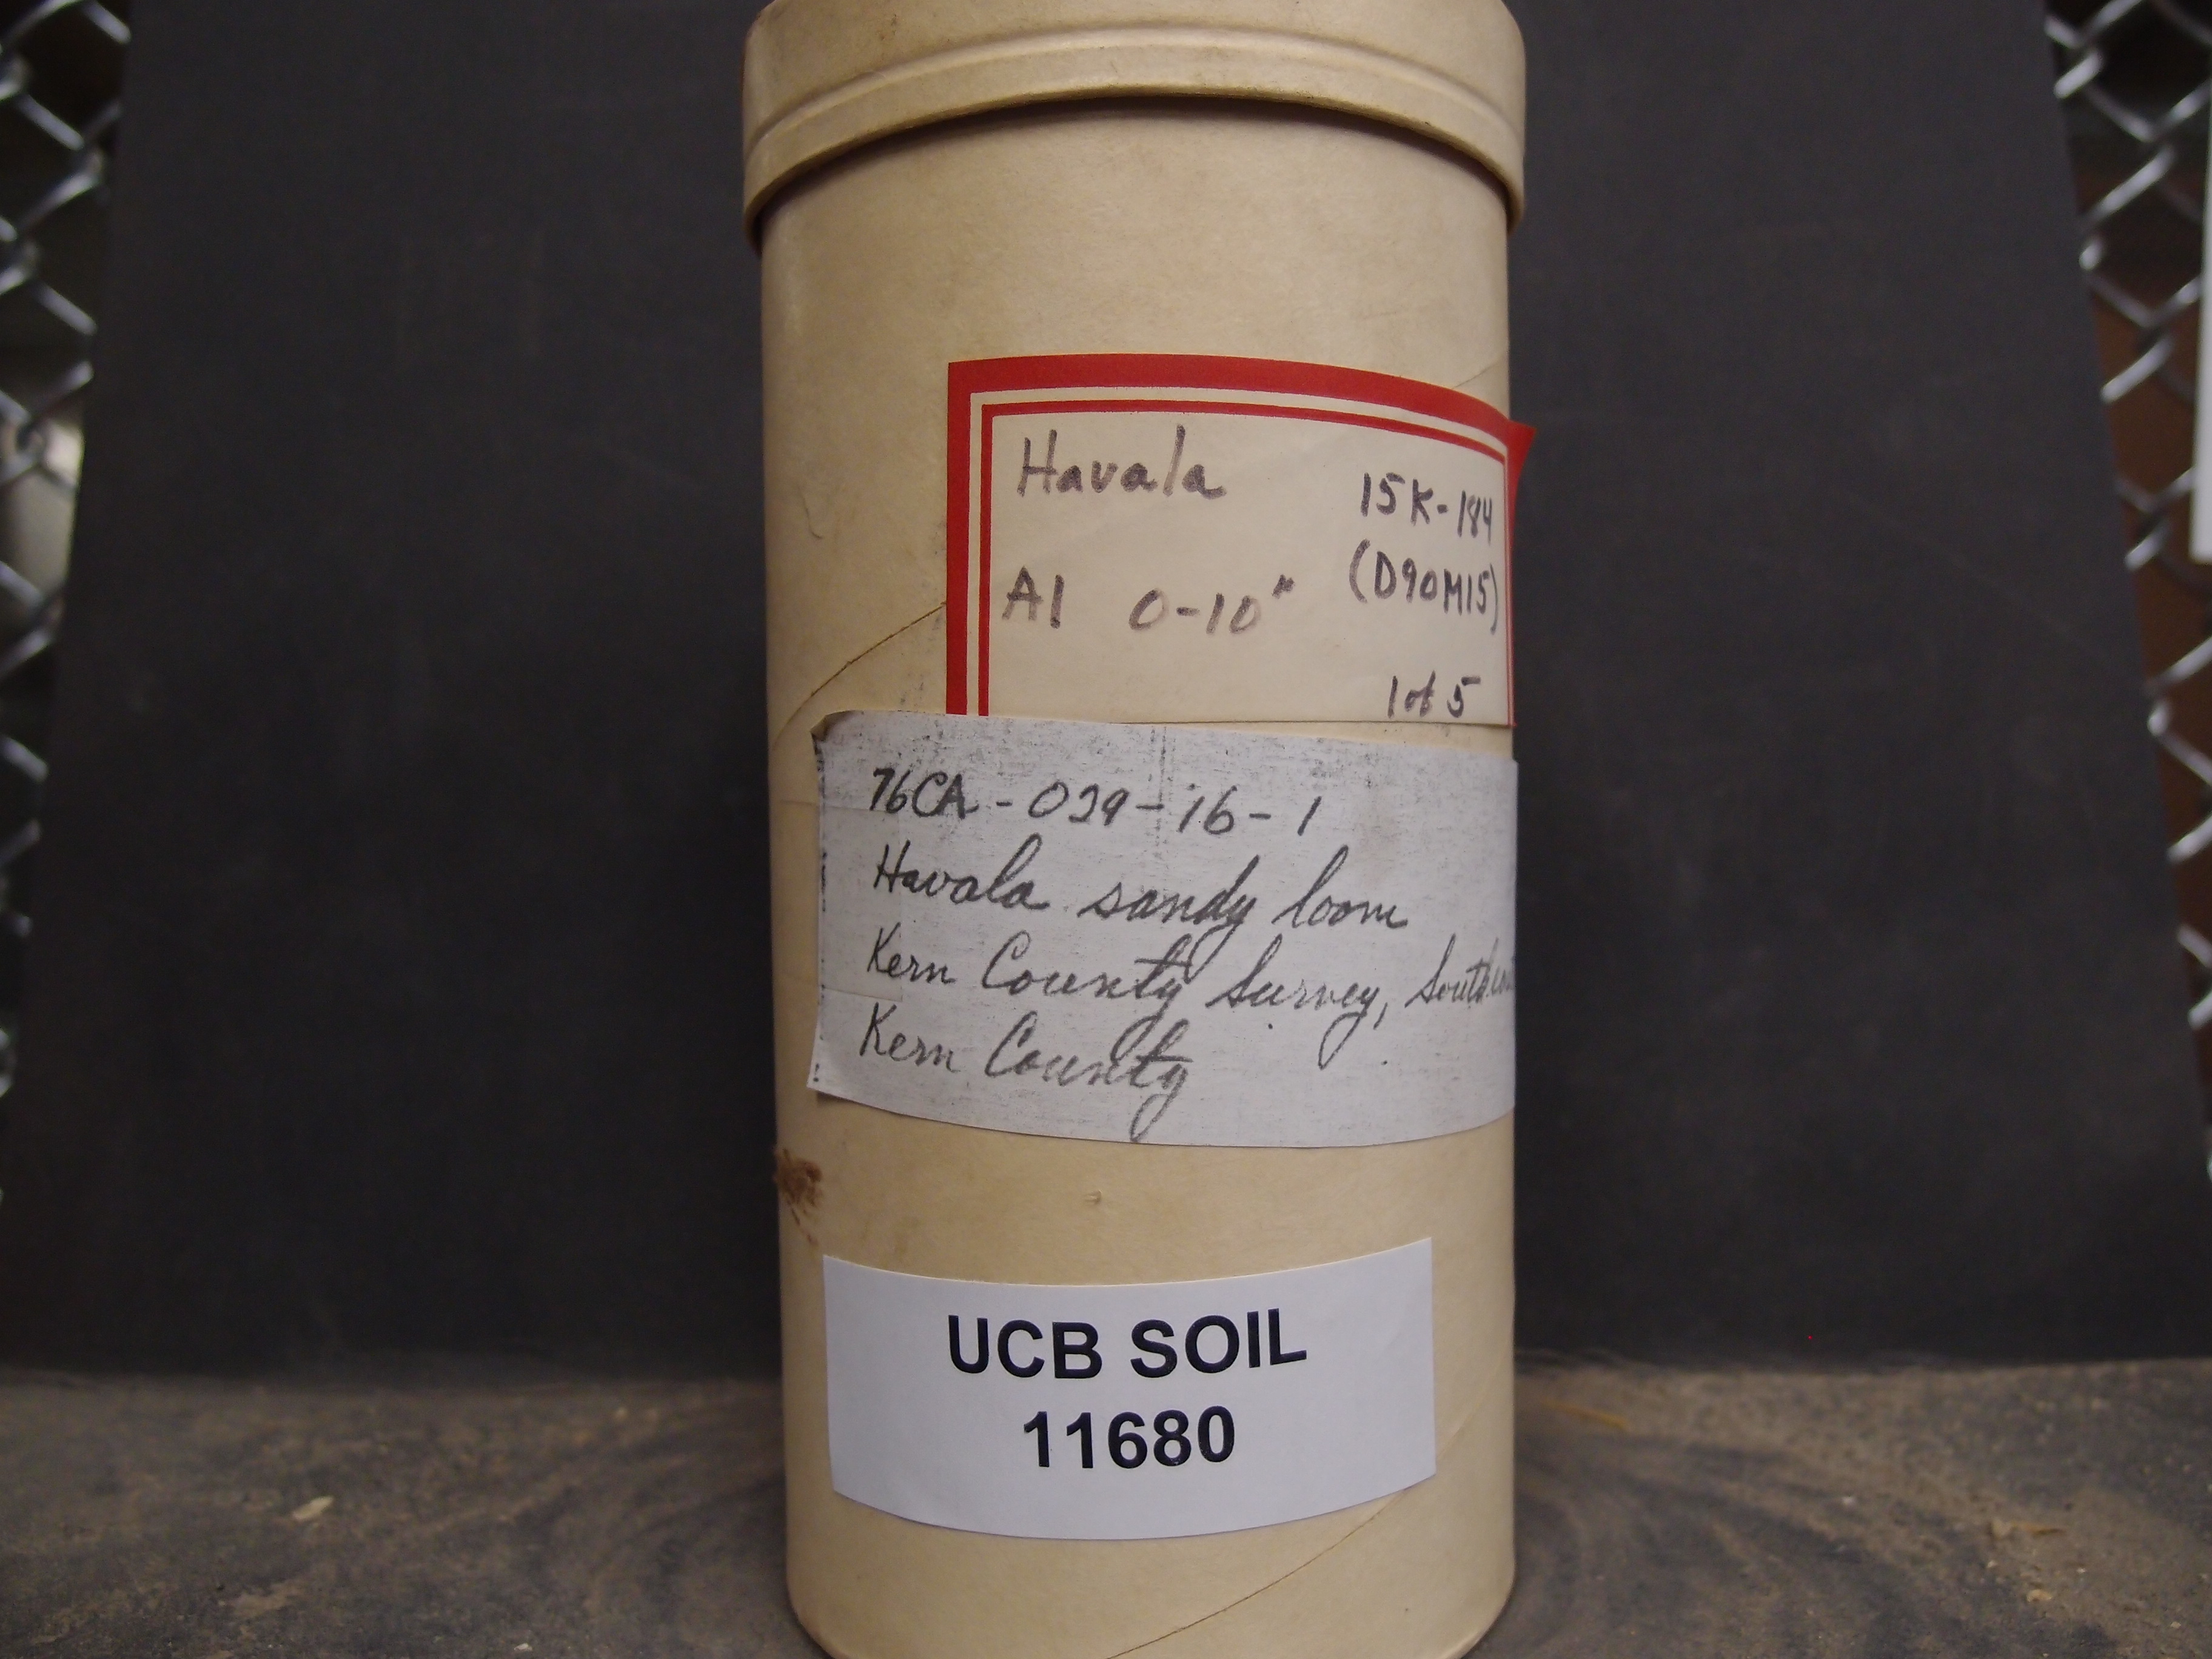 Havala 15K-184
A1 0-10" (D90M15)
1 of 5
76CA-029-16-1
Havala sandy loam
Kern County Survey,
Kern County
UCB SOIL
11680